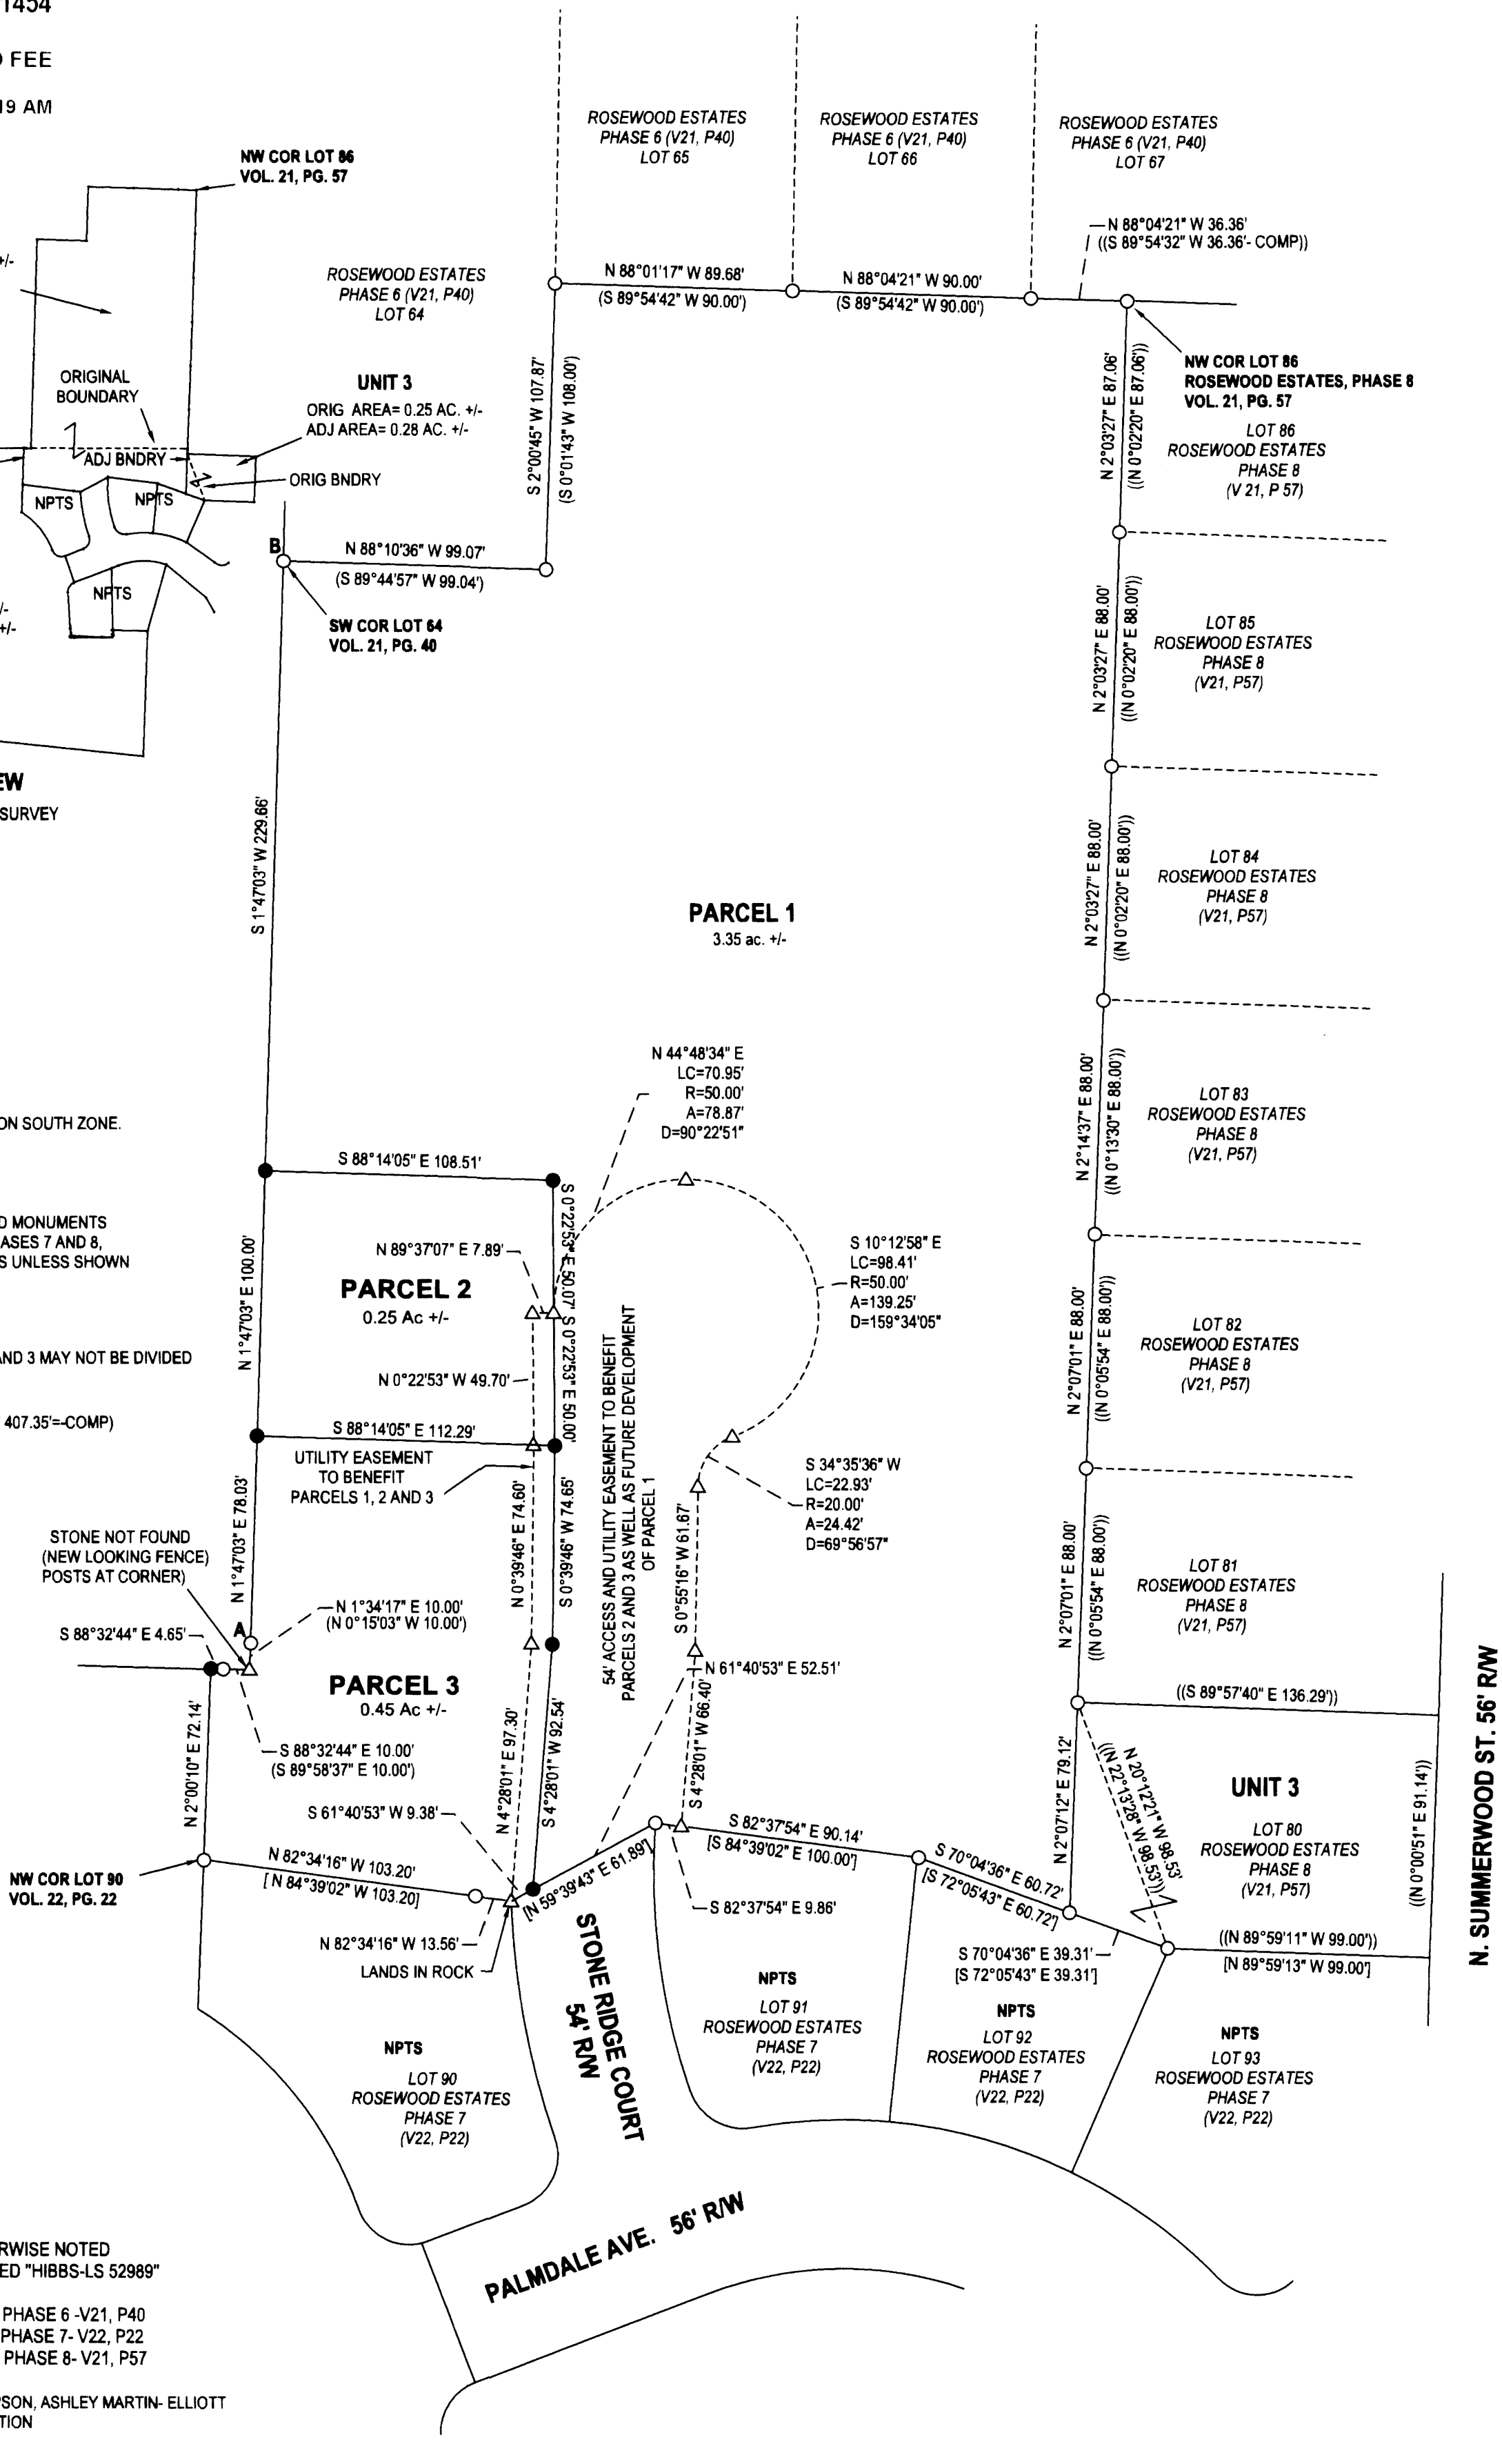 1454
FEE
19 AM
NW COR LOT 86
VOL. 21, PG. 57
+/-
ORIGINAL
BOUNDARY
ADJ BNDRY
ORIG BNDRY
NPTS
NPTS
NPTS
UNIT 3
ORIG AREA= 0.25 AC. +/-
ADJ AREA= 0.28 AC. +/-
+/-
EW
SURVEY
ROSEWOOD ESTATES
PHASE 6 (V21, P40)
LOT 64
ROSEWOOD ESTATES
PHASE 6 (V21, P40)
LOT 65
ROSEWOOD ESTATES
PHASE 6 (V21, P40)
LOT 66
ROSEWOOD ESTATES
PHASE 6 (V21, P40)
LOT 67
N 88°04'21" W 36.36'
((S 89°54'32" W 36.36'- COMP))
N 88°01'17" W 89.68'
(S 89°54'42" W 90.00')
N 88°04'21" W 90.00'
(S 89°54'42" W 90.00')
S 2°00'45" W 107.87'
(S 0°01'43" W 108.00')
B
N 88°10'36" W 99.07'
(S 89°44'57" W 99.04')
SW COR LOT 64
VOL. 21, PG. 40
NW COR LOT 86
ROSEWOOD ESTATES, PHASE 8
VOL. 21, PG. 57
N 2°03'27" E 87.06'
((N 0°02'20" E 87.06'))
LOT 86
ROSEWOOD ESTATES
PHASE 8
(V 21, P 57)
N 2°03'27" E 88.00'
((N 0°02'20" E 88.00'))
LOT 85
ROSEWOOD ESTATES
PHASE 8
(V21, P57)
S 1°47'03" W 229.66'
PARCEL 1
3.35 ac. +/-
N 2°03'27" E 88.00'
((N 0°02'20" E 88.00'))
LOT 84
ROSEWOOD ESTATES
PHASE 8
(V21, P57)
ON SOUTH ZONE.
N 44°48'34" E
LC=70.95'
R=50.00'
A=78.87'
D=90°22'51"
N 2°14'37" E 88.00'
((N 0°13'30" E 88.00'))
LOT 83
ROSEWOOD ESTATES
PHASE 8
(V21, P57)
S 88°14'05" E 108.51'
D MONUMENTS
ASES 7 AND 8,
S UNLESS SHOWN
N 1°47'03" E 100.00'
N 89°37'07" E 7.89'
S 0°22'53" E 50.07'
PARCEL 2
0.25 Ac +/-
S 0°22'53" E 50.00'
N 0°22'53" W 49.70'
S 10°12'58" E
LC=98.41'
R=50.00'
A=139.25'
D=159°34'05"
N 2°07'01" E 88.00'
((N 0°05'54" E 88.00'))
LOT 82
ROSEWOOD ESTATES
PHASE 8
(V21, P57)
AND 3 MAY NOT BE DIVIDED
407.35'=-COMP)
S 88°14'05" E 112.29'
UTILITY EASEMENT
TO BENEFIT
PARCELS 1, 2 AND 3
54' ACCESS AND UTILITY EASEMENT TO BENEFIT
PARCELS 2 AND 3 AS WELL AS FUTURE DEVELOPMENT
OF PARCEL 1
S 34°35'36" W
LC=22.93'
R=20.00'
A=24.42'
D=69°56'57"
N 1°47'03" E 78.03'
N 0°39'46" E 74.60'
S 0°39'46" W 74.65'
S 0°55'16" W 61.67'
N 2°07'01" E 88.00'
((N 0°05'54" E 88.00'))
LOT 81
ROSEWOOD ESTATES
PHASE 8
(V21, P57)
STONE NOT FOUND
(NEW LOOKING FENCE)
POSTS AT CORNER)
A
N 1°34'17" E 10.00'
(N 0°15'03" W 10.00')
S 88°32'44" E 4.65'
PARCEL 3
0.45 Ac +/-
N 61°40'53" E 52.51'
S 4°28'01" W 66.40'
((S 89°57'40" E 136.29'))
N 2°00'10" E 72.14'
S 88°32'44" E 10.00'
(S 89°58'37" E 10.00')
N 4°28'01" E 97.30'
S 4°28'01" W 92.54'
S 61°40'53" W 9.38'
N 2°07'12" E 79.12'
N 20°12'21" W 98.53'
((N 22°13'28" W 98.53'))
UNIT 3
LOT 80
ROSEWOOD ESTATES
PHASE 8
(V21, P57)
((N 0°00'51" E 91.14'))
N. SUMMERWOOD ST. 56' R/W
NW COR LOT 90
VOL. 22, PG. 22
N 82°34'16" W 103.20'
[ N 84°39'02" W 103.20]
[N 59°39'43" E 61.89']
S 82°37'54" E 90.14'
[S 84°39'02" E 100.00']
S 70°04'36" E 60.72'
[S 72°05'43" E 60.72']
S 82°37'54" E 9.86'
N 82°34'16" W 13.56'
LANDS IN ROCK
S 70°04'36" E 39.31'
[S 72°05'43" E 39.31']
((N 89°59'11" W 99.00'))
[N 89°59'13" W 99.00']
STONE RIDGE COURT
54' R/W
NPTS
LOT 90
ROSEWOOD ESTATES
PHASE 7
(V22, P22)
NPTS
LOT 91
ROSEWOOD ESTATES
PHASE 7
(V22, P22)
NPTS
LOT 92
ROSEWOOD ESTATES
PHASE 7
(V22, P22)
NPTS
LOT 93
ROSEWOOD ESTATES
PHASE 7
(V22, P22)
PALMDALE AVE. 56' R/W
RWISE NOTED
ED "HIBBS-LS 52989"
PHASE 6 -V21, P40
PHASE 7- V22, P22
PHASE 8- V21, P57
PSON, ASHLEY MARTIN- ELLIOTT
TION